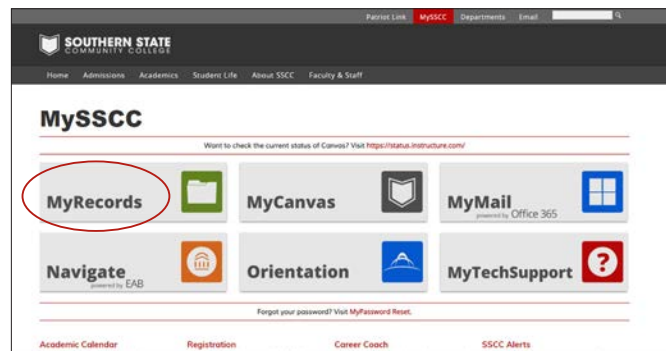 Patriot Link MySSCC Departments Email
SOUTHERN STATE
COMMUNITY COLLEGE
Home Admissions Academics Student Life About SSCC Faculty & Staff
MySSCC
Want to check the current status of Canvas? Visit https://status.instructure.com/
MyRecords MyCanvas MyMail
powered by Office 365
Navigate Orientation MyTechSupport ?
powered by EAB
Forgot your password? Visit MyPassword Reset.
Academic Calendar Registration Career Coach SSCC Alerts